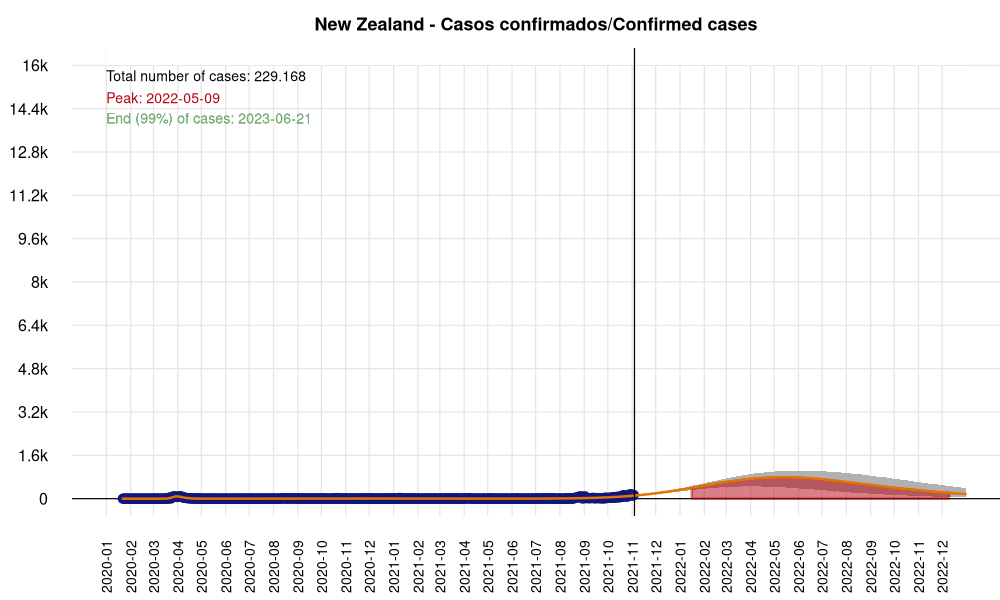 New Zealand - Casos confirmados/Confirmed cases
Total number of cases: 229.168
Peak: 2022-05-09
End (99%) of cases: 2023-06-21
16k
14.4k
12.8k
11.2k
9.6k
8k
6.4k
4.8k
3.2k
1.6k
0
2020-01
2020-02
2020-03
2020-04
2020-05
2020-06
2020-07
2020-08
2020-09
2020-10
2020-11
2020-12
2021-01
2021-02
2021-03
2021-04
2021-05
2021-06
2021-07
2021-08
2021-09
2021-10
2021-11
2021-12
2022-01
2022-02
2022-03
2022-04
2022-05
2022-06
2022-07
2022-08
2022-09
2022-10
2022-11
2022-12